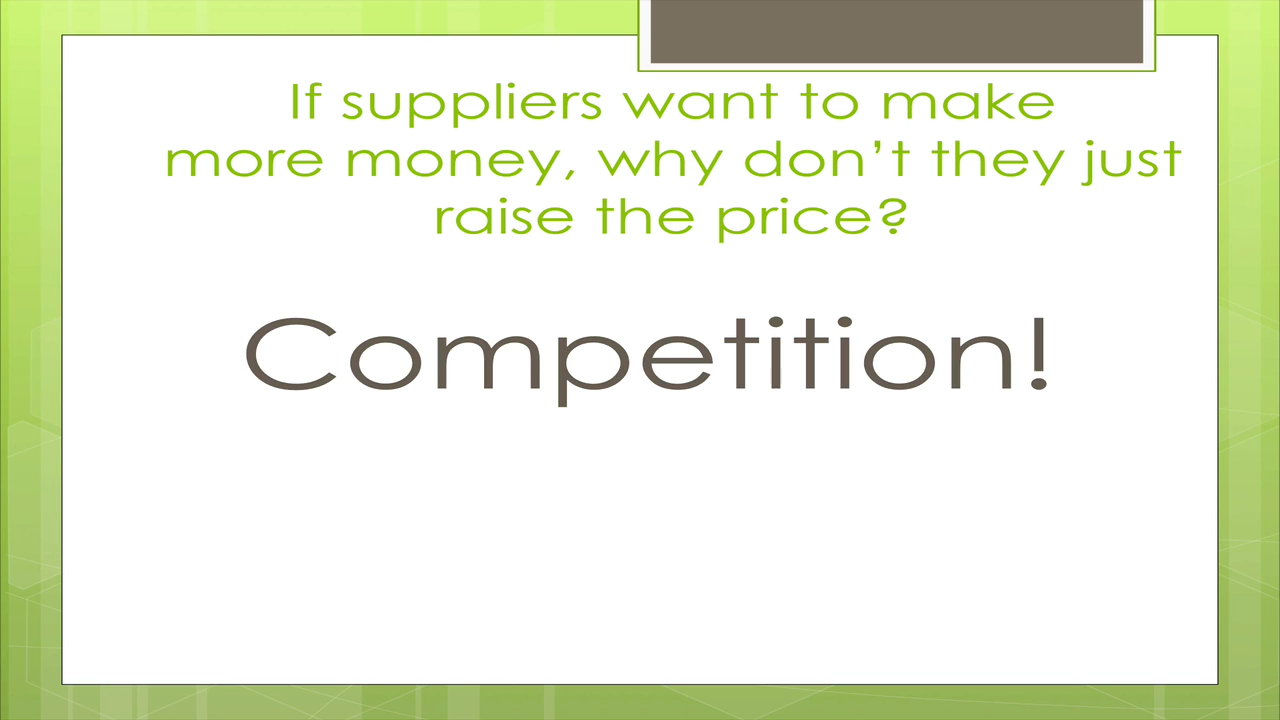 If suppliers want to make
more money, why don’t they just
raise the price?
Competition!